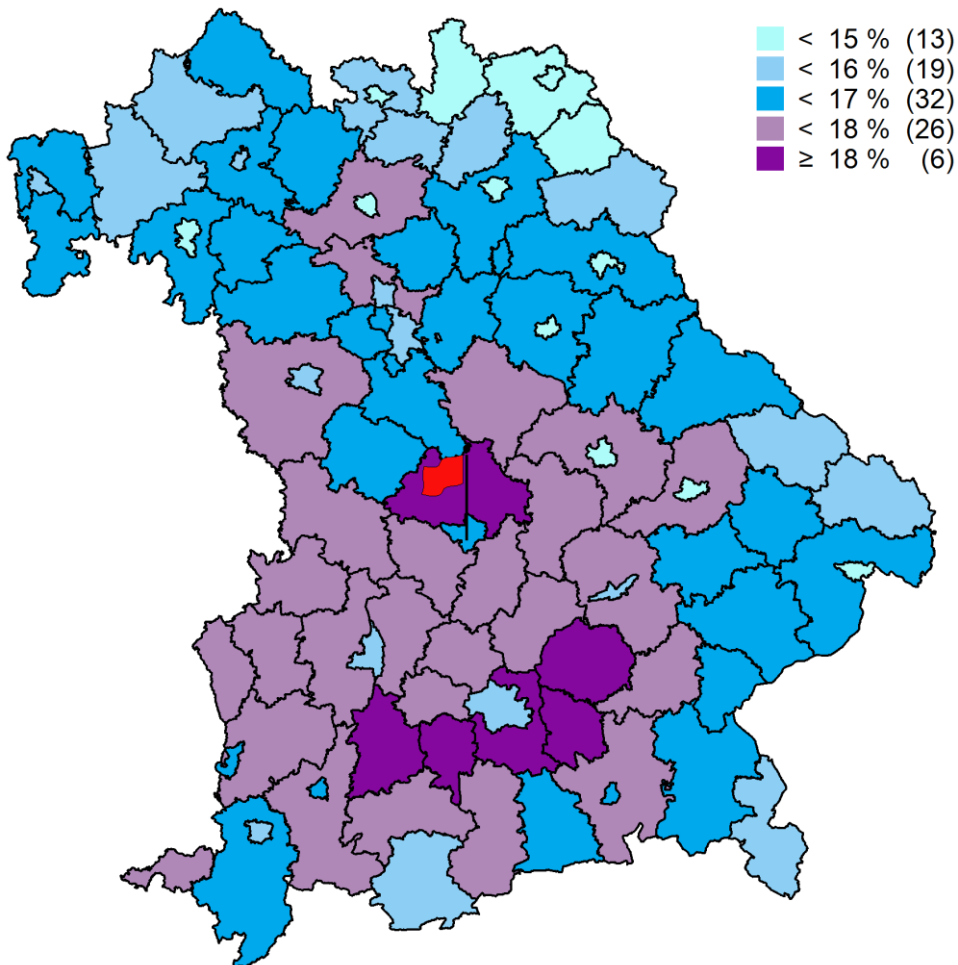 < 15 % (13)
< 16 % (19)
< 17 % (32)
< 18 % (26)
≥ 18 % (6)